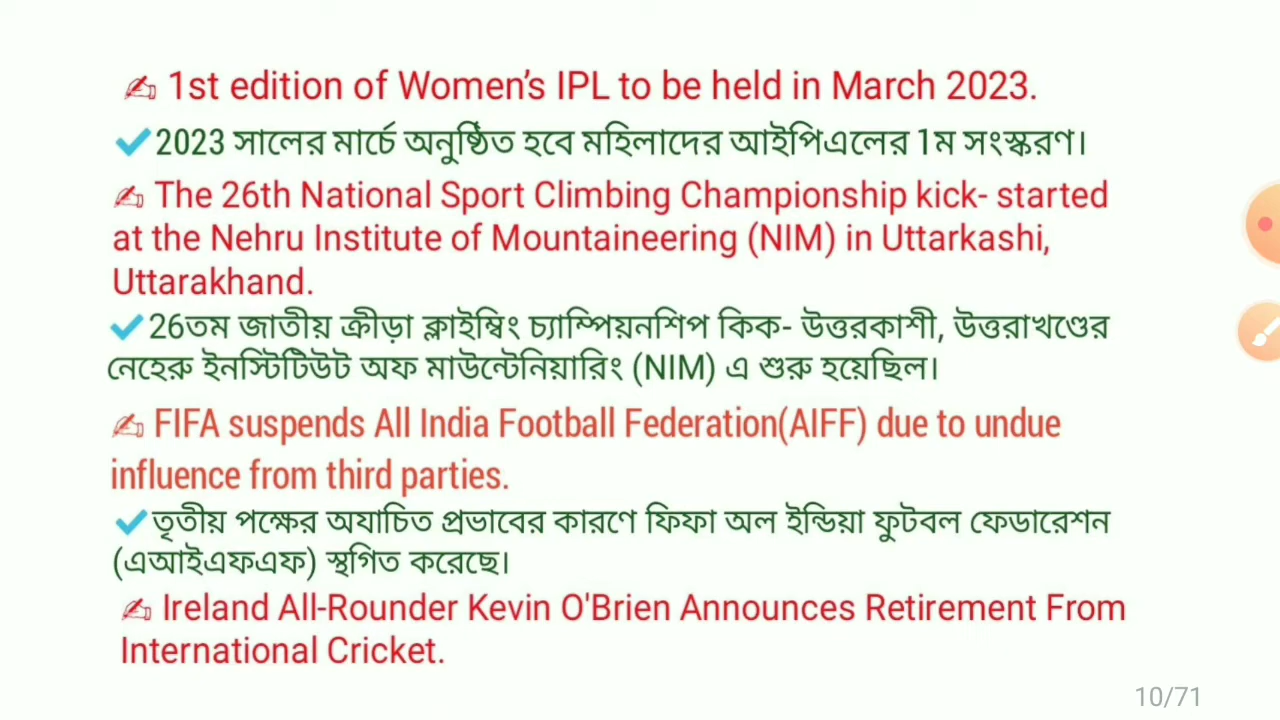 ✍ 1st edition of Women's IPL to be held in March 2023.
✔2023 সালের মার্চে অনুষ্ঠিত হবে মহিলাদের আইপিএলের 1ম সংস্করণ।
✍ The 26th National Sport Climbing Championship kick- started
at the Nehru Institute of Mountaineering (NIM) in Uttarkashi,
Uttarakhand.
✔26তম জাতীয় ক্রীড়া ক্লাইম্বিং চ্যাম্পিয়নশিপ কিক- উত্তরকাশী, উত্তরাখণ্ডের
নেহেরু ইনস্টিটিউট অফ মাউন্টেনিয়ারিং (NIM) এ শুরু হয়েছিল।
✍ FIFA suspends All India Football Federation(AIFF) due to undue
influence from third parties.
✔তৃতীয় পক্ষের অযাচিত প্রভাবের কারণে ফিফা অল ইন্ডিয়া ফুটবল ফেডারেশন
(এআইএফএফ) স্থগিত করেছে।
✍ Ireland All-Rounder Kevin O'Brien Announces Retirement From
International Cricket.
10/71